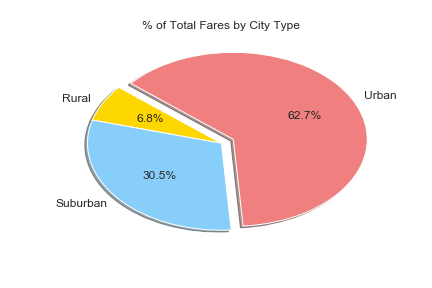 % of Total Fares by City Type
Urban
62.7%
Rural
6.8%
30.5%
Suburban